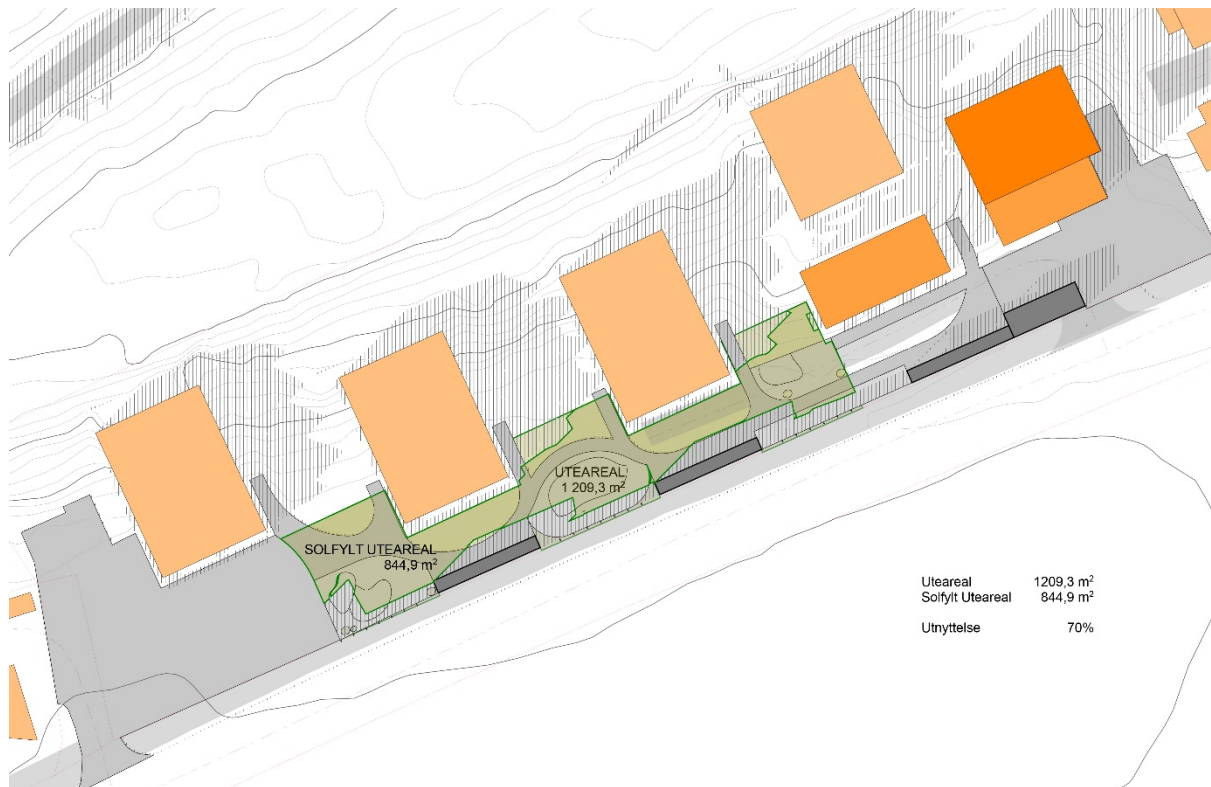 UTEAREAL
1 209,3 m²
SOLFYLT UTEAREAL
844,9 m²
Uteareal 1209,3 m²
Solfylt Uteareal 844,9 m²
Utnyttelse 70%